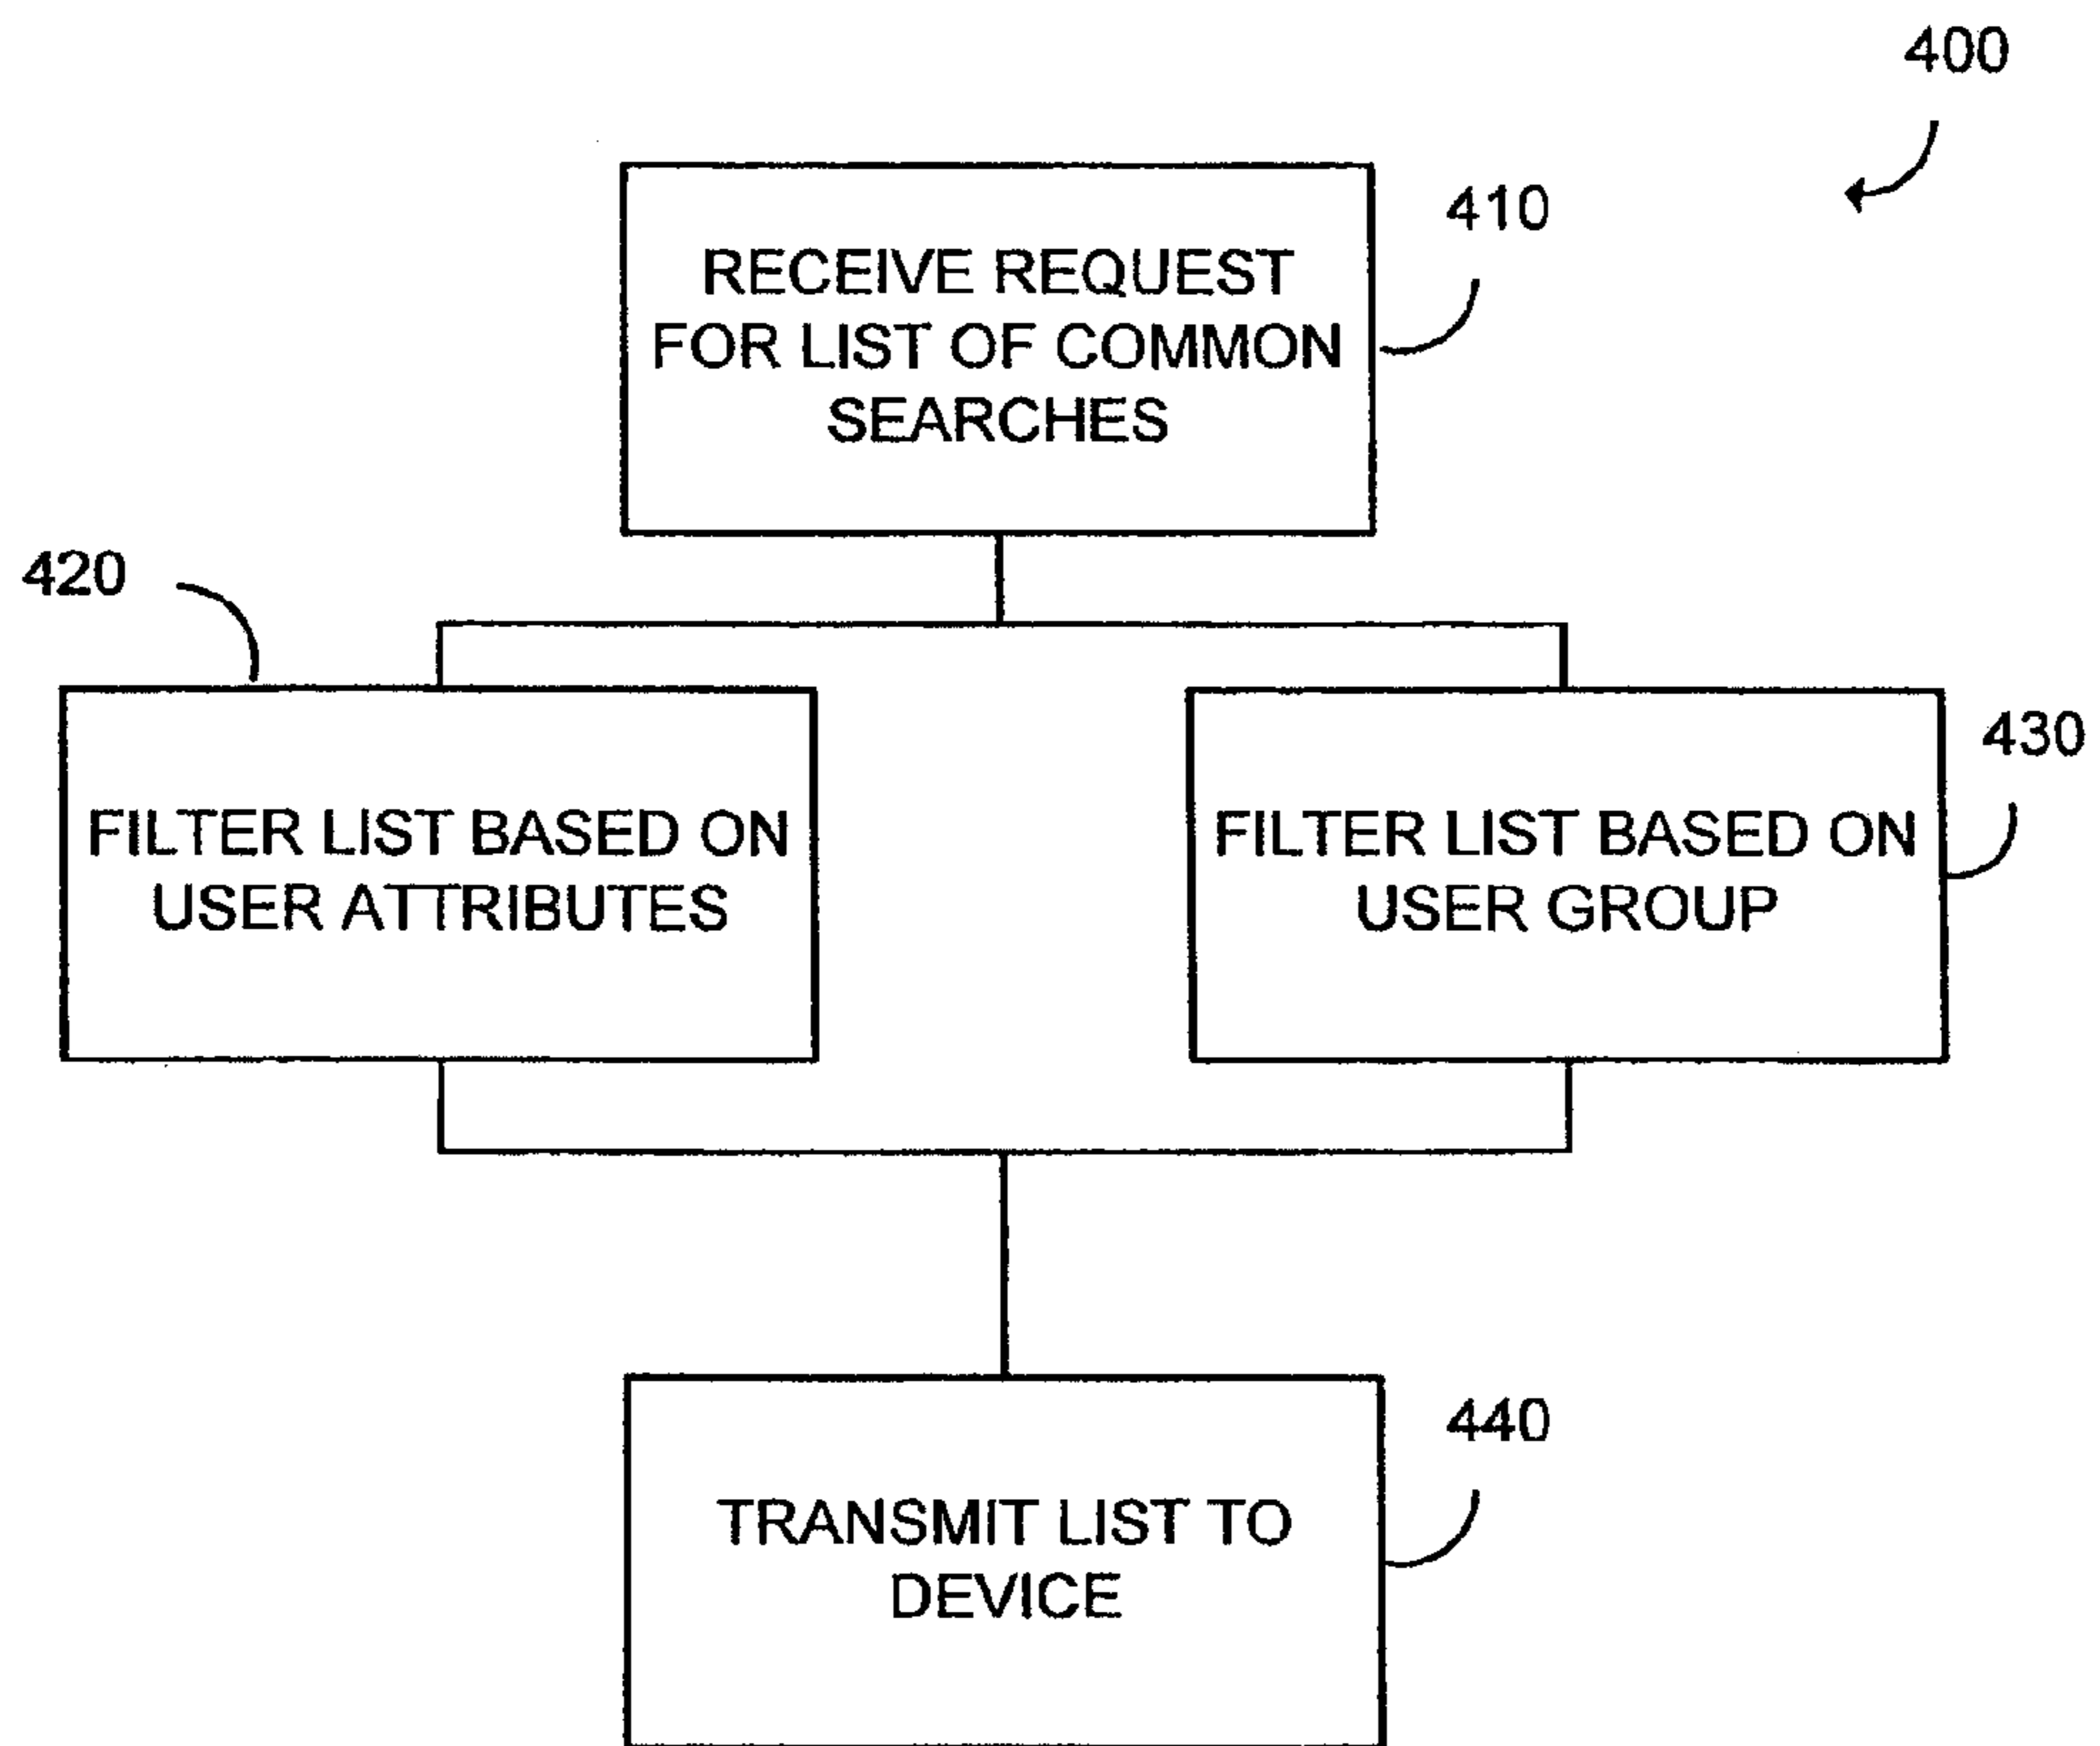 400
410
RECEIVE REQUEST
FOR LIST OF COMMON
SEARCHES
420
430
FILTER LIST BASED ON
USER ATTRIBUTES
FILTER LIST BASED ON
USER GROUP
440
TRANSMIT LIST TO
DEVICE